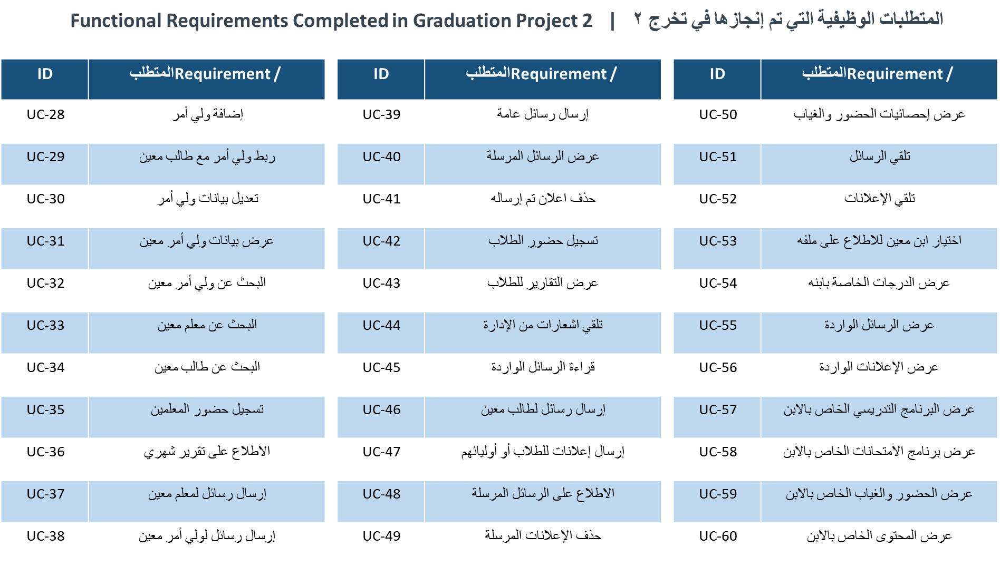 Functional Requirements Completed in Graduation Project 2 | المتطلبات الوظيفية التي تم إنجازها في تخرج ٢
ID المتطلبRequirement /
UC-28 إضافة ولي أمر
UC-29 ربط ولي أمر مع طالب معين
UC-30 تعديل بيانات ولي أمر
UC-31 عرض بيانات ولي أمر معين
UC-32 البحث عن ولي أمر معين
UC-33 البحث عن معلم معين
UC-34 البحث عن طالب معين
UC-35 تسجيل حضور المعلمين
UC-36 الاطلاع على تقرير شهري
UC-37 إرسال رسائل لمعلم معين
UC-38 إرسال رسائل لولي أمر معين
ID المتطلبRequirement /
UC-39 إرسال رسائل عامة
UC-40 عرض الرسائل المرسلة
UC-41 حذف اعلان تم إرساله
UC-42 تسجيل حضور الطلاب
UC-43 عرض التقارير للطلاب
UC-44 تلقي اشعارات من الإدارة
UC-45 قراءة الرسائل الواردة
UC-46 إرسال رسائل لطالب معين
UC-47 إرسال إعلانات للطلاب أو أوليائهم
UC-48 الاطلاع على الرسائل المرسلة
UC-49 حذف الإعلانات المرسلة
ID المتطلبRequirement /
UC-50 عرض إحصائيات الحضور والغياب
UC-51 تلقي الرسائل
UC-52 تلقي الإعلانات
UC-53 اختيار ابن معين للاطلاع على ملفه
UC-54 عرض الدرجات الخاصة بابنه
UC-55 عرض الرسائل الواردة
UC-56 عرض الإعلانات الواردة
UC-57 عرض البرنامج التدريسي الخاص بالابن
UC-58 عرض برنامج الامتحانات الخاص بالابن
UC-59 عرض الحضور والغياب الخاص بالابن
UC-60 عرض المحتوى الخاص بالابن